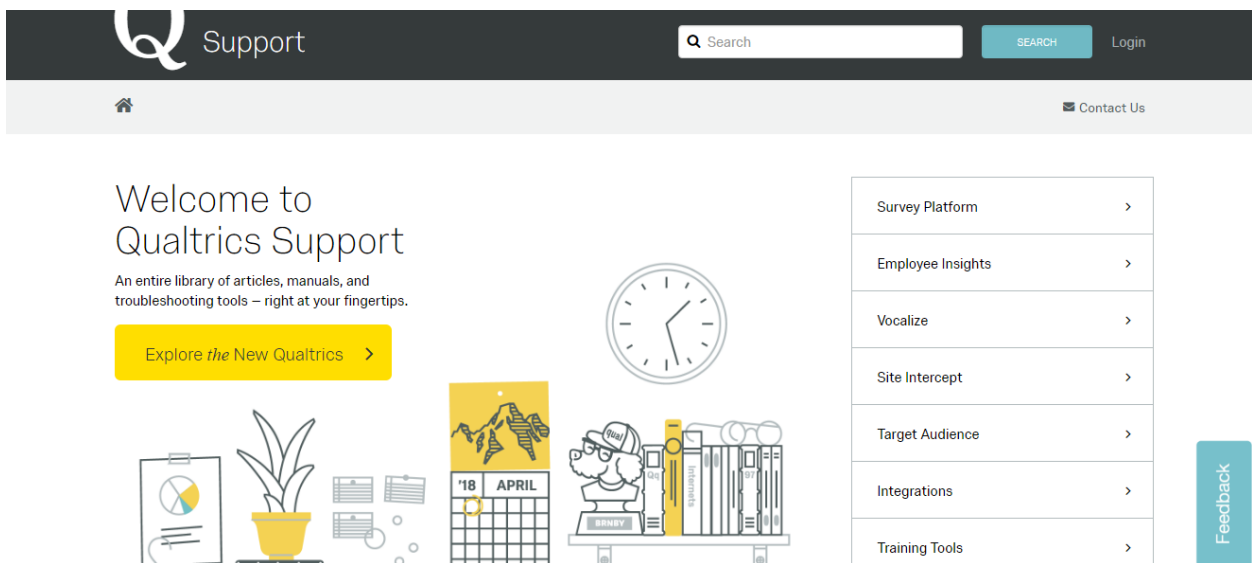 Q Support
Search
SEARCH
Login
Contact Us
Welcome to
Qualtrics Support
An entire library of articles, manuals, and
troubleshooting tools – right at your fingertips.
Explore the New Qualtrics
Survey Platform
Employee Insights
Vocalize
Site Intercept
Target Audience
Integrations
Training Tools
Feedback
'18 APRIL
qual
Qq
Internets
97
BRNBY